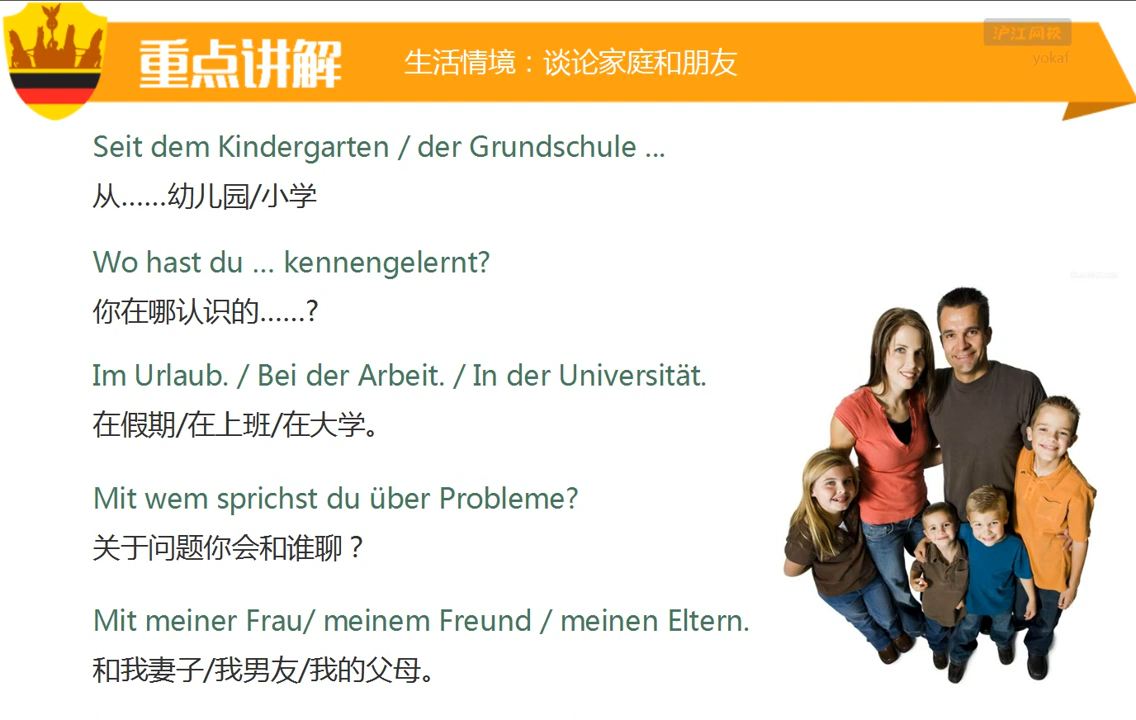 重点讲解
生活情境：谈论家庭和朋友
沪江网校
yokaf
Seit dem Kindergarten / der Grundschule ...
从……幼儿园/小学
Wo hast du ... kennengelernt?
你在哪认识的……?
Im Urlaub. / Bei der Arbeit. / In der Universität.
在假期/在上班/在大学。
Mit wem sprichst du über Probleme?
关于问题你会和谁聊？
Mit meiner Frau/ meinem Freund / meinen Eltern.
和我妻子/我男友/我的父母。